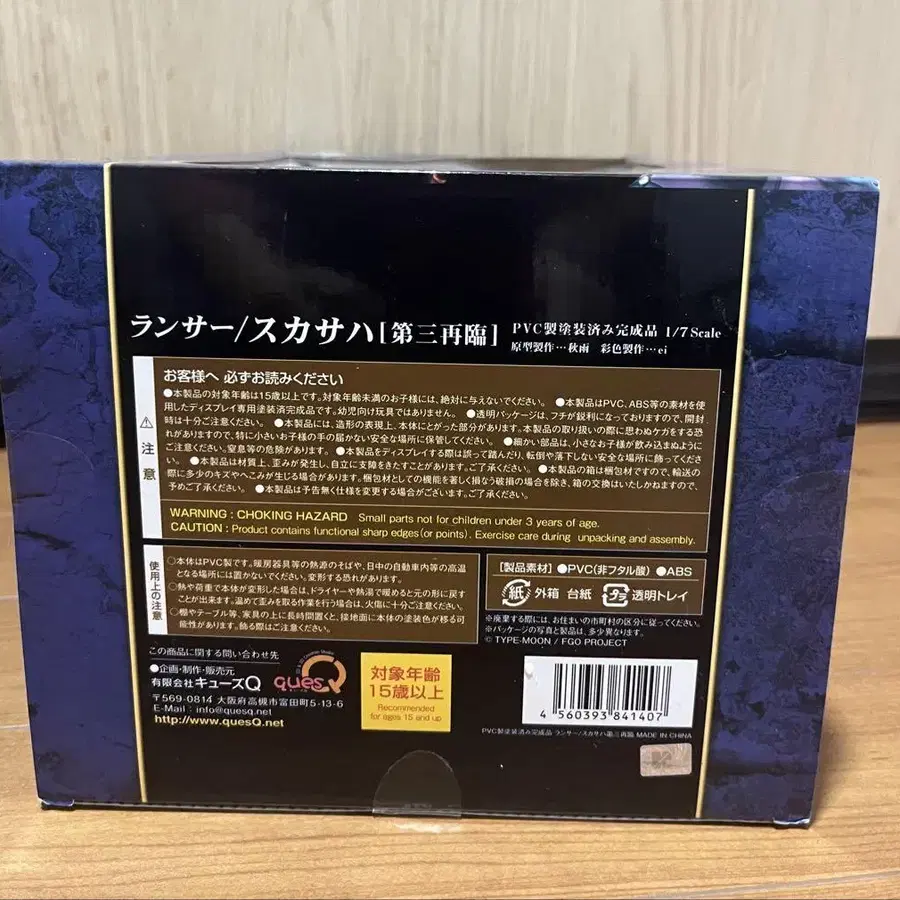 ランサー/スカサハ[第三再臨] PVC製塗装済み完成品 1/7 Scale
原型製作…秋雨 彩色製作…ei
⚠注意
お客様へ 必ずお読みください
●本製品の対象年齢は15歳以上です。対象年齢未満のお子様には、絶対に与えないでください。 ●本製品はPVC、ABS等の素材を使
用したディスプレイ専用塗装済完成品です。幼児向け玩具ではありません。 ●透明パッケージは、フチが鋭利になっておりますので、開封
時は十分ご注意ください。 ●本製品には、造形の表現上、本体にとがった部分があります。本製品の取り扱いの際に思わぬケガをする恐
れがありますので、特に小さいお子様の手の届かない安全な場所に保管してください。 ●細かい部品は、小さなお子様が飲み込まぬように
ご注意ください。窒息等の危険があります。 ●本製品をディスプレイする際は誤って踏んだり、転倒や落下しない安全な場所に飾ってくだ
さい。 ●本製品は材質上、歪みが発生し、自立に支障をきたすことがあります。ご了承ください。 ●本製品の箱は梱包材ですので、輸送
の際に多少のキズやへこみが生じる場合があります。梱包材としての機能を著しく損なう破損の場合を除き、箱の交換はいたしかねますので、
予めご了承ください。 ●本製品は予告無く仕様を変更する場合がございます。ご了承ください。
WARNING : CHOKING HAZARD Small parts not for children under 3 years of age.
CAUTION : Product contains functional sharp edges(or points). Exercise care during unpacking and assembly.
使用上の注意
○本体はPVC製です。暖房器具等の熱源のそばや、日中の自動車内等の高温
となる場所には置かないでください。変形する恐れがあります。
○熱や荷重で本体が変形した場合は、ドライヤーや熱湯で暖めると元の形に戻す
ことが出来ます。温めて歪みを取る作業を行う場合は、火傷に十分ご注意ください。
○棚やテーブル等、家具の上に長時間置くと、接地面に本体の塗装色が移る可
能性があります。飾る際はご注意ください。
[製品素材] ●PVC(非フタル酸) ●ABS
紙 外箱 台紙 プラ 透明トレイ
※廃棄する際には、お住まいの市町村の区分に従ってください。
※パッケージの写真と製品は、多少異なります。
© TYPE-MOON / FGO PROJECT
この商品に関する問い合わせ先
●企画・制作・販売元
有限会社キューズQ
〒569-0814 大阪府高槻市富田町5-13-6
E-Mail : info@quesq.net
http://www.quesQ.net
quesQ
対象年齢
15歳以上
Recommended
for ages 15 and up
4 560393 841407
PVC製塗装済み完成品 ランサー/スカサハ第三再臨 MADE IN CHINA